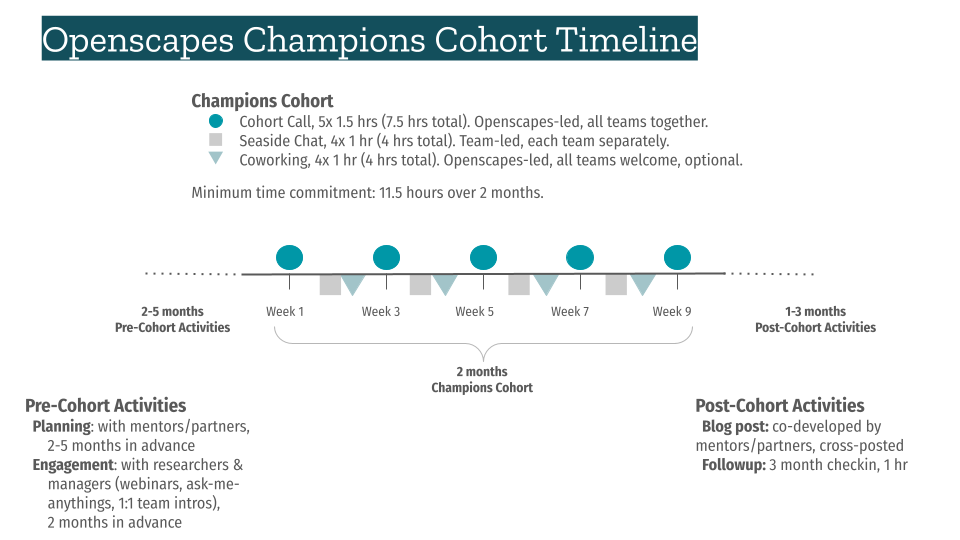 Openscapes Champions Cohort Timeline
Champions Cohort
Cohort Call, 5x 1.5 hrs (7.5 hrs total). Openscapes-led, all teams together.
Seaside Chat, 4x 1 hr (4 hrs total). Team-led, each team separately.
Coworking, 4x 1 hr (4 hrs total). Openscapes-led, all teams welcome, optional.
Minimum time commitment: 11.5 hours over 2 months.
2-5 months
Pre-Cohort Activities
Week 1
Week 3
Week 5
Week 7
Week 9
1-3 months
Post-Cohort Activities
2 months
Champions Cohort
Pre-Cohort Activities
Planning: with mentors/partners,
2-5 months in advance
Engagement: with researchers &
managers (webinars, ask-me-
anythings, 1:1 team intros),
2 months in advance
Post-Cohort Activities
Blog post: co-developed by
mentors/partners, cross-posted
Followup: 3 month checkin, 1 hr